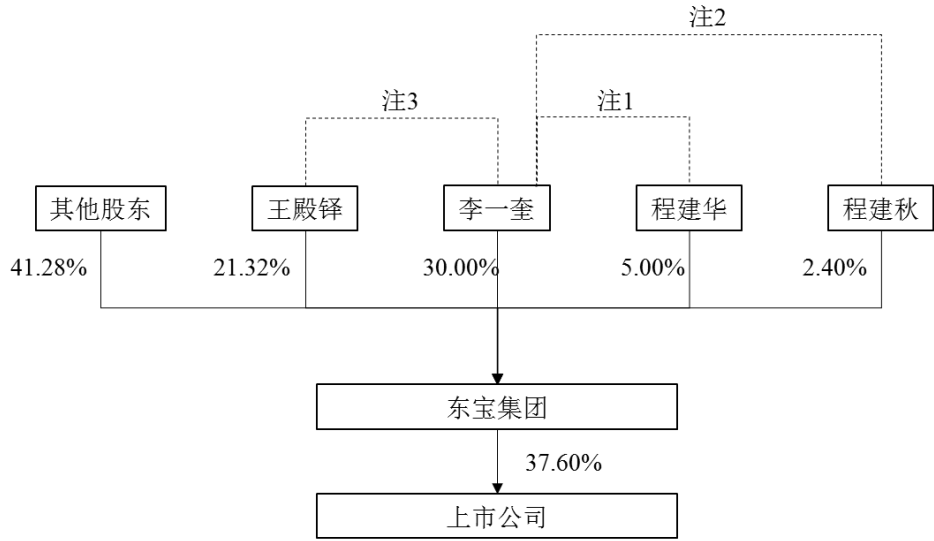 注2
注3
注1
其他股东
王殿铎
李一奎
程建华
程建秋
41.28%
21.32%
30.00%
5.00%
2.40%
东宝集团
37.60%
上市公司